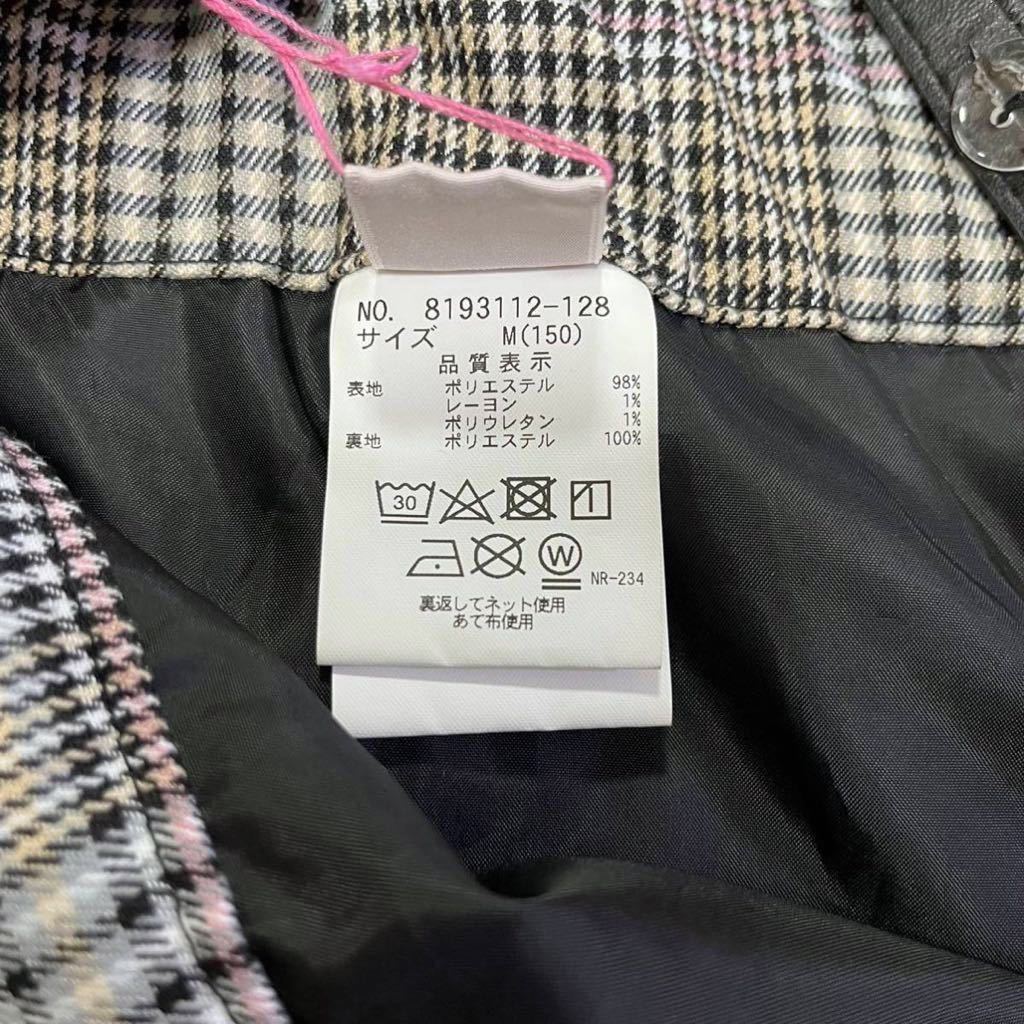 NO. 8193112-128
サイズ M(150)
品質表示
表地 ポリエステル 98%
レーヨン 1%
ポリウレタン 1%
裏地 ポリエステル 100%
30
W
NR-234
裏返してネット使用
あて布使用